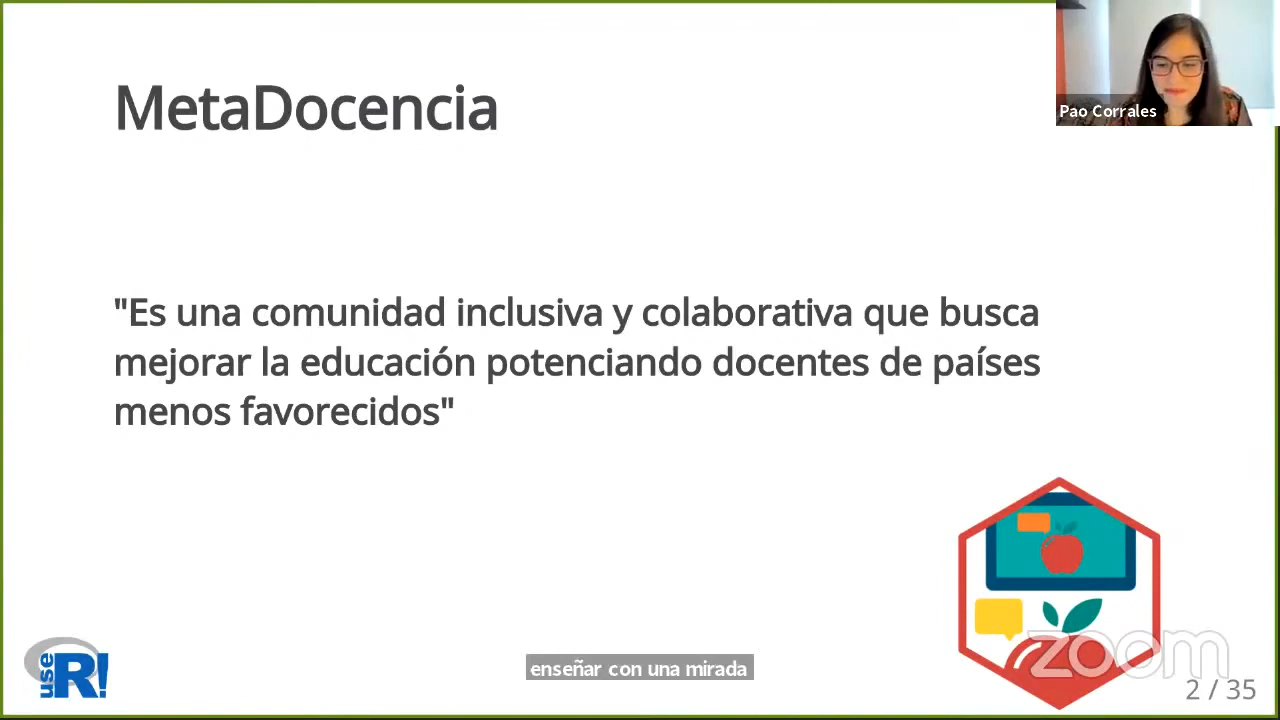 MetaDocencia
Pao Corrales
"Es una comunidad inclusiva y colaborativa que busca
mejorar la educación potenciando docentes de países
menos favorecidos"
use
R!
enseñar con una mirada
zoom
2 / 35